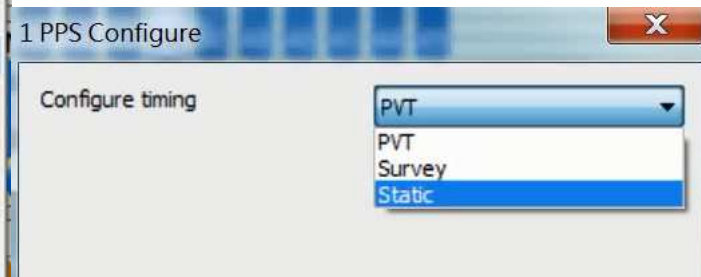 1 PPS Configure
Configure timing
PVT
PVT
Survey
Static